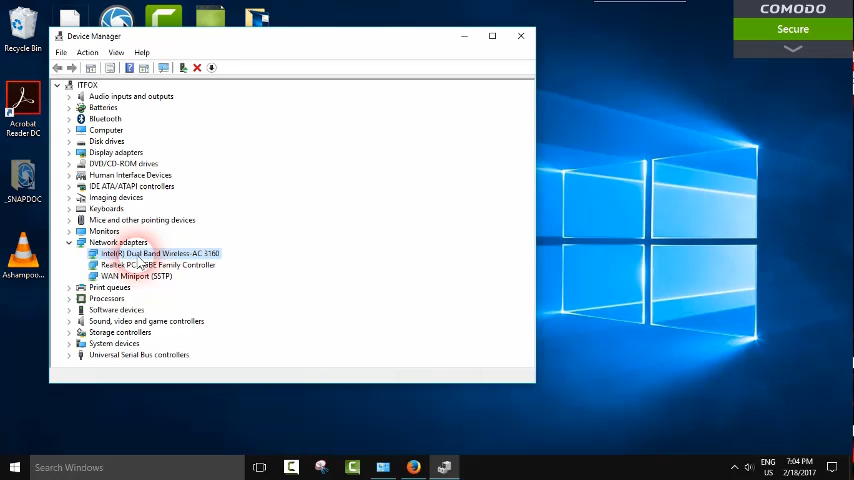 Recycle Bin
Acrobat
Reader DC
_SNAPDOC
Ashampoo...
Device Manager
File Action View Help
ITFOX
Audio inputs and outputs
Batteries
Bluetooth
Computer
Disk drives
Display adapters
DVD/CD-ROM drives
Human Interface Devices
IDE ATA/ATAPI controllers
Imaging devices
Keyboards
Mice and other pointing devices
Monitors
Network adapters
Intel(R) Dual Band Wireless-AC 3160
Realtek PCIe GBE Family Controller
WAN Miniport (SSTP)
Print queues
Processors
Software devices
Sound, video and game controllers
Storage controllers
System devices
Universal Serial Bus controllers
COMODO
Secure
Search Windows
ENG
US
7:04 PM
2/18/2017